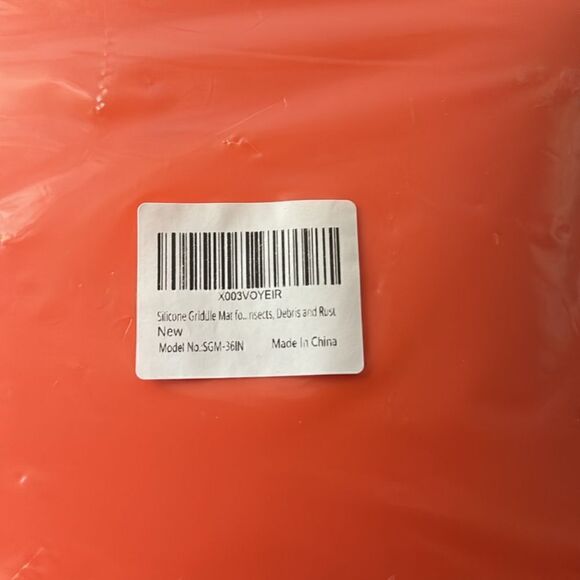 X003VOYEIR
Silicone Griddle Mat fo...nsects, Debris and Rust
New
Model No.:SGM-36IN Made In China